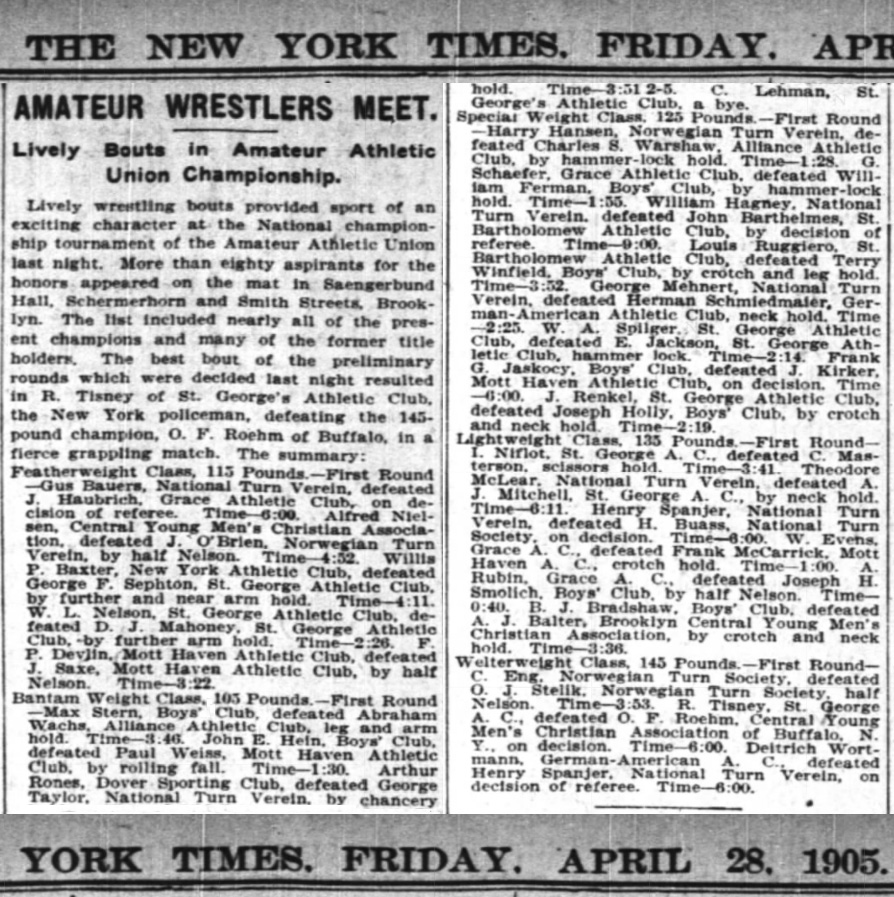 THE NEW YORK TIMES. FRIDAY. APR
AMATEUR WRESTLERS MEET.
Lively Bouts in Amateur Athletic
Union Championship.
Lively wrestling bouts provided sport of an
exciting character at the National champion-
ship tournament of the Amateur Athletic Union
last night. More than eighty aspirants for the
honors appeared on the mat in Saengerbund
Hall, Schermerhorn and Smith Streets, Brook-
lyn. The list included nearly all of the pres-
ent champions and many of the former title
holders. The best bout of the preliminary
rounds which were decided last night resulted
in R. Tisney of St. George's Athletic Club,
the New York policeman, defeating the 145-
pound champion, O. F. Roehm of Buffalo, in a
fierce grappling match. The summary:
Featherweight Class, 115 Pounds.—First Round
—Gus Bauers, National Turn Verein, defeated
J. Haubrich, Grace Athletic Club, on de-
cision of referee. Time—6:00. Alfred Niel-
sen, Central Young Men's Christian Associa-
tion, defeated J. O'Brien, Norwegian Turn
Verein, by half Nelson. Time—4:52. Willis
P. Baxter, New York Athletic Club, defeated
George F. Sephton, St. George Athletic Club,
by further and near arm hold. Time—4:11.
W. L. Nelson, St. George Athletic Club, de-
feated D. J. Mahoney, St. George Athletic
Club, by further arm hold. Time—2:26. F.
P. Devlin, Mott Haven Athletic Club, defeated
J. Saxe, Mott Haven Athletic Club, by half
Nelson. Time—3:22.
Bantam Weight Class, 105 Pounds.—First Round
—Max Stern, Boys' Club, defeated Abraham
Wachs, Alliance Athletic Club, leg and arm
hold. Time—3:46. John E. Hein, Boys' Club,
defeated Paul Weiss, Mott Haven Athletic
Club, by rolling fall. Time—1:30. Arthur
Rones, Dover Sporting Club, defeated George
Taylor, National Turn Verein, by chancery
hold. Time—3:51 2-5. C. Lehman, St.
George's Athletic Club, a bye.
Special Weight Class, 125 Pounds.—First Round
—Harry Hansen, Norwegian Turn Verein, de-
feated Charles S. Warshaw, Alliance Athletic
Club, by hammer-lock hold. Time—1:28. G.
Schaefer, Grace Athletic Club, defeated Will-
iam Ferman, Boys' Club, by hammer-lock
hold. Time—1:55. William Hagney, National
Turn Verein, defeated John Barthelmes, St.
Bartholomew Athletic Club, by decision of
referee. Time—9:00. Louis Ruggiero, St.
Bartholomew Athletic Club, defeated Terry
Winfield, Boys' Club, by crotch and leg hold.
Time—3:52. George Mehnert, National Turn
Verein, defeated Herman Schmiedmaier, Ger-
man-American Athletic Club, neck hold. Time
—2:25. W. A. Spilger, St. George Athletic
Club, defeated E. Jackson, St. George Ath-
letic Club, hammer lock. Time—2:14. Frank
G. Jaskocy, Boys' Club, defeated J. Kirker,
Mott Haven Athletic Club, on decision. Time
—6:00. J. Renkel, St. George Athletic Club,
defeated Joseph Holly, Boys' Club, by crotch
and neck hold. Time—2:19.
Lightweight Class, 135 Pounds.—First Round—
I. Niflot, St. George A. C., defeated C. Mas-
terson, scissors hold. Time—3:41. Theodore
McLear, National Turn Verein, defeated A.
J. Mitchell, St. George A. C., by neck hold.
Time—6:11. Henry Spanjer, National Turn
Verein, defeated H. Buass, National Turn
Society, on decision. Time—6:00. W. Evens,
Grace A. C., defeated Frank McCarrick, Mott
Haven A. C., crotch hold. Time—1:00. A.
Rubin, Grace A. C., defeated Joseph H.
Smolich, Boys' Club, by half Nelson. Time—
0:40. B. J. Bradshaw, Boys' Club, defeated
A. J. Balter, Brooklyn Central Young Men's
Christian Association, by crotch and neck
hold. Time—3:36.
Welterweight Class, 145 Pounds.—First Round—
C. Eng, Norwegian Turn Society, defeated
O. J. Stelik, Norwegian Turn Society, half
Nelson. Time—3:53. R. Tisney, St. George
A. C., defeated O. F. Roehm, Central Young
Men's Christian Association of Buffalo, N.
Y., on decision. Time—6:00. Deitrich Wort-
mann, German-American A. C., defeated
Henry Spanjer, National Turn Verein, on
decision of referee. Time—6:00.
YORK TIMES. FRIDAY. APRIL 28. 1905.